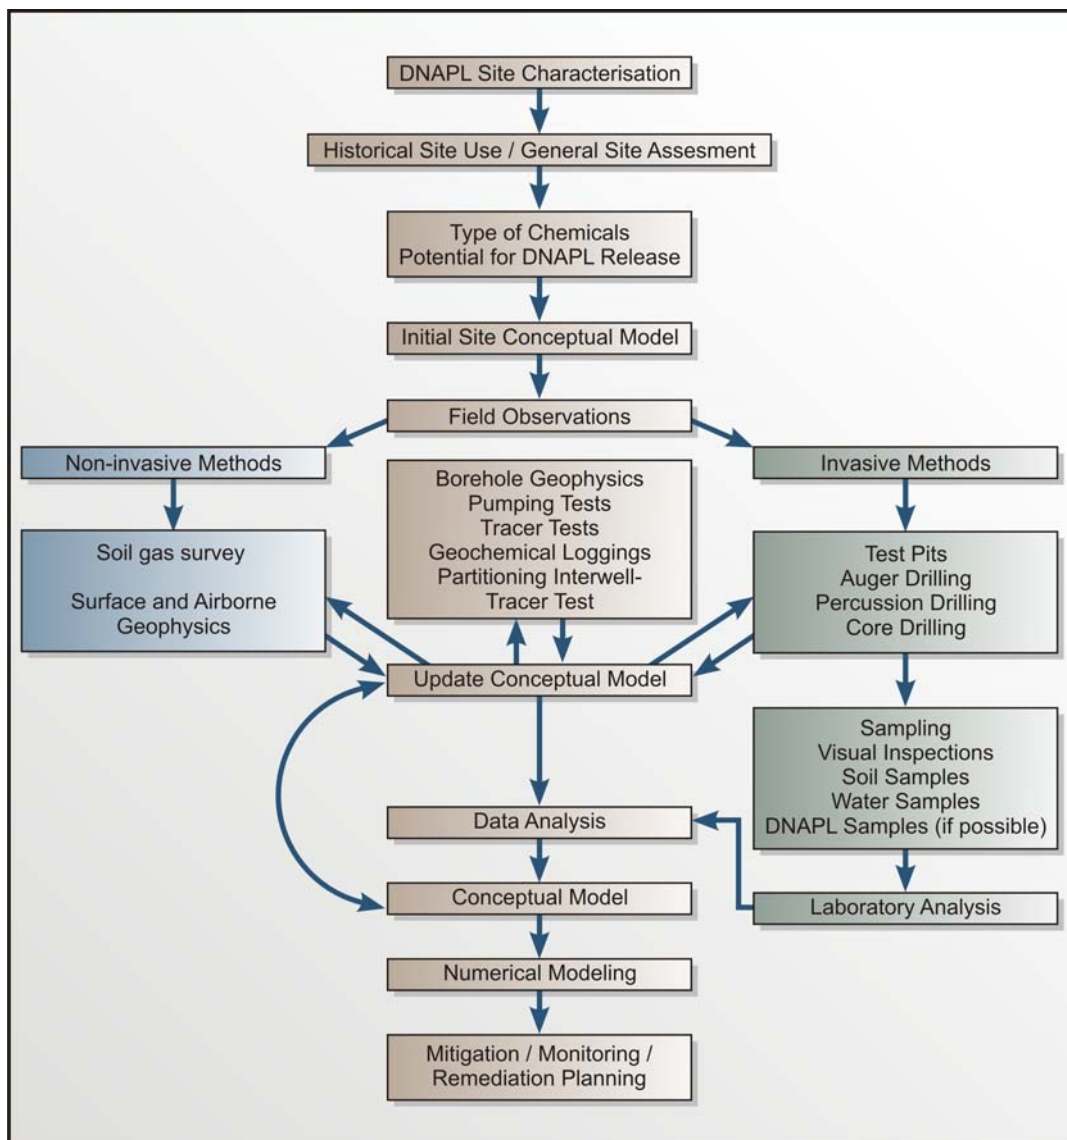 DNAPL Site Characterisation
Historical Site Use / General Site Assesment
Type of Chemicals
Potential for DNAPL Release
Initial Site Conceptual Model
Field Observations
Non-invasive Methods
Invasive Methods
Borehole Geophysics
Pumping Tests
Tracer Tests
Geochemical Loggings
Partitioning Interwell-
Tracer Test
Soil gas survey
Surface and Airborne
Geophysics
Test Pits
Auger Drilling
Percussion Drilling
Core Drilling
Update Conceptual Model
Sampling
Visual Inspections
Soil Samples
Water Samples
DNAPL Samples (if possible)
Data Analysis
Conceptual Model
Laboratory Analysis
Numerical Modeling
Mitigation / Monitoring /
Remediation Planning